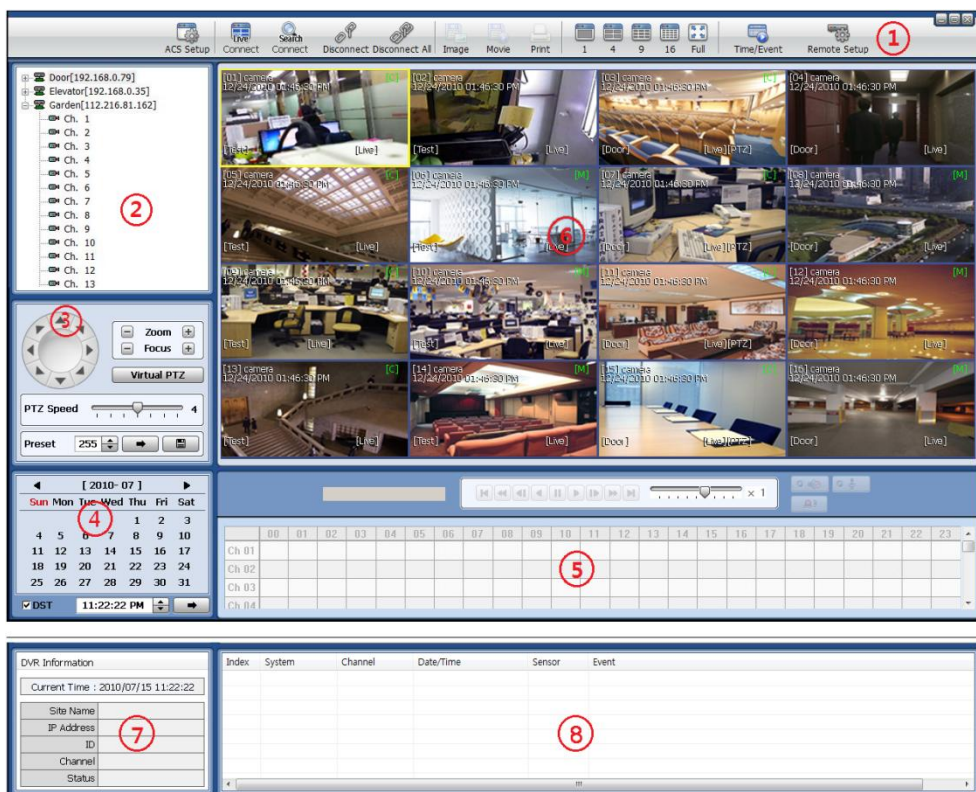 ACS Setup
Live Connect
Search Connect
Disconnect
Disconnect All
Image
Movie
Print
1
4
9
16
Full
Time/Event
Remote Setup
1
Door[192.168.0.79]
Elevator[192.168.0.35]
Garden[112.216.81.162]
Ch. 1
Ch. 2
Ch. 3
Ch. 4
Ch. 5
Ch. 6
Ch. 7
Ch. 8
Ch. 9
Ch. 10
Ch. 11
Ch. 12
Ch. 13
2
[01] camera [C]
12/24/2010 01:46:30 PM
[Test] [Live]
[02] camera
12/24/2010 01:46:30 PM
[Test] [Live]
[03] camera [C]
12/24/2010 01:46:30 PM
[Door] [Live][PTZ]
[04] camera
12/24/2010 01:46:30 PM
[Door] [Live]
[05] camera [C]
12/24/2010 01:46:30 PM
[Test]
[06] camera [M]
12/24/2010 01:46:30 PM
[Test] [Live]
6
[07] camera [M]
12/24/2010 01:46:30 PM
[Door] [Live][PTZ]
[08] camera [M]
12/24/2010 01:46:30 PM
[Door] [Live]
[09] camera
12/24/2010 01:46:30 PM
[Test] [Live]
[10] camera [M]
12/24/2010 01:46:30 PM
[Test] [Live]
[11] camera
12/24/2010 01:46:30 PM
[Door] [Live][PTZ]
[12] camera [M]
12/24/2010 01:46:30 PM
[Door] [Live]
[13] camera [C]
12/24/2010 01:46:30 PM
[Test] [Live]
[14] camera [M]
12/24/2010 01:46:30 PM
[Test] [Live]
[15] camera
12/24/2010 01:46:30 PM
[Door] [Live][PTZ]
[16] camera [M]
12/24/2010 01:46:30 PM
[Door] [Live]
3
Zoom
Focus
Virtual PTZ
PTZ Speed 4
Preset 255
[ 2010- 07 ]
Sun Mon Tue Wed Thu Fri Sat
1 2 3
4 5 6 7 8 9 10
11 12 13 14 15 16 17
18 19 20 21 22 23 24
25 26 27 28 29 30 31
4
DST 11:22:22 PM
x 1
00 01 02 03 04 05 06 07 08 09 10 11 12 13 14 15 16 17 18 19 20 21 22 23
Ch 01
Ch 02
Ch 03
Ch 04
5
DVR Information
Current Time : 2010/07/15 11:22:22
Site Name
IP Address
ID
Channel
Status
7
Index System Channel Date/Time Sensor Event
8